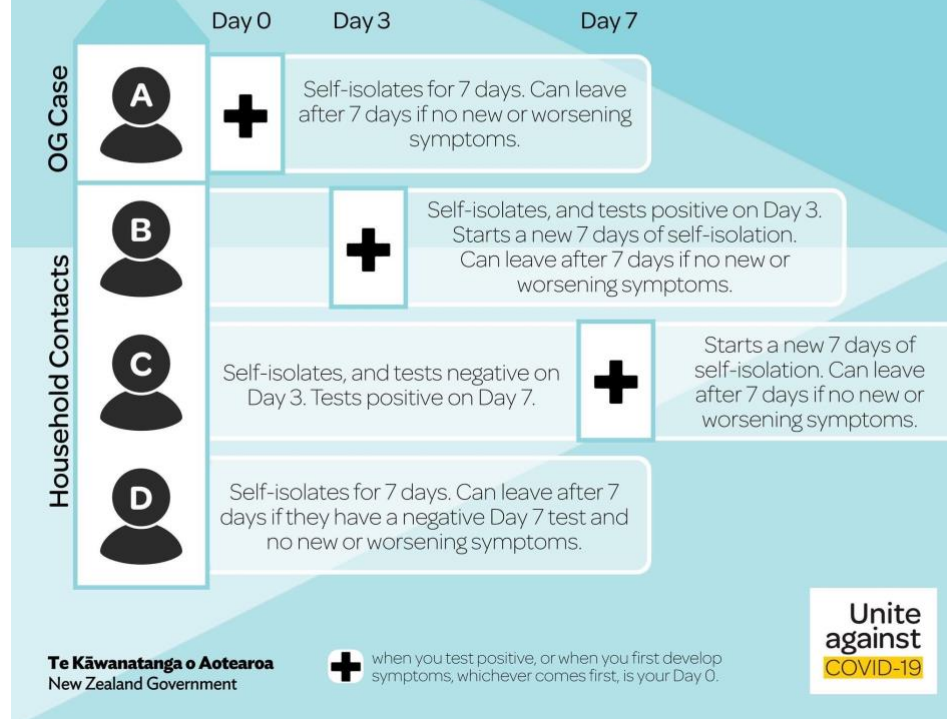 Day 0
Day 3
Day 7
OG Case
A
Self-isolates for 7 days. Can leave
after 7 days if no new or worsening
symptoms.
Household Contacts
B
Self-isolates, and tests positive on Day 3.
Starts a new 7 days of self-isolation.
Can leave after 7 days if no new or
worsening symptoms.
C
Self-isolates, and tests negative on
Day 3. Tests positive on Day 7.
Starts a new 7 days of
self-isolation. Can leave
after 7 days if no new or
worsening symptoms.
D
Self-isolates for 7 days. Can leave after 7
days if they have a negative Day 7 test and
no new or worsening symptoms.
Te Kāwanatanga o Aotearoa
New Zealand Government
when you test positive, or when you first develop
symptoms, whichever comes first, is your Day 0.
Unite
against
COVID-19